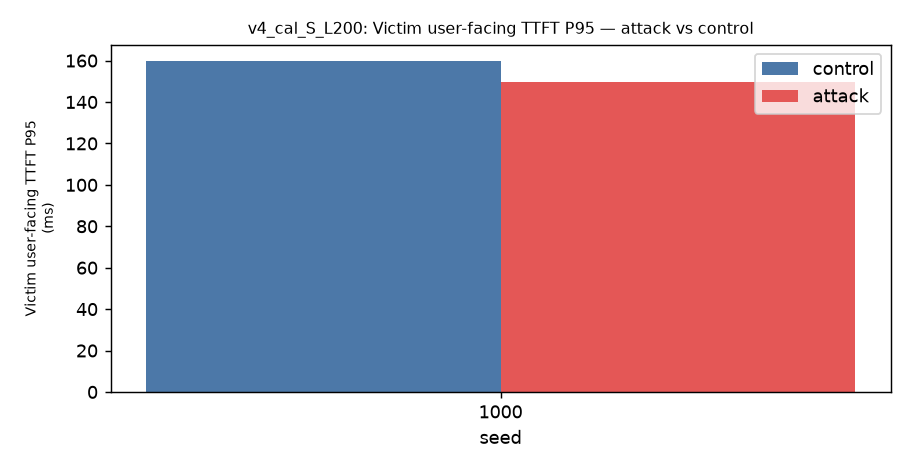 v4_cal_S_L200: Victim user-facing TTFT P95 — attack vs control
Victim user-facing TTFT P95
(ms)
160
140
120
100
80
60
40
20
0
control
attack
1000
seed